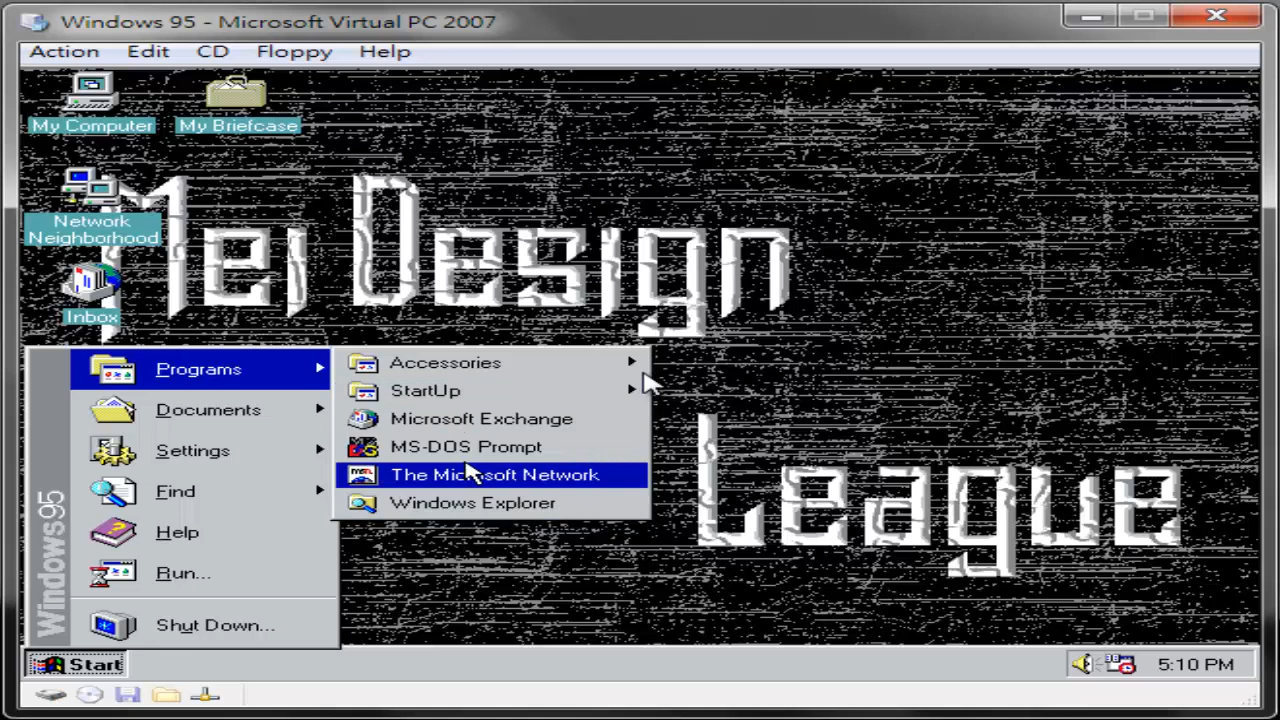 Windows 95 - Microsoft Virtual PC 2007
Action Edit CD Floppy Help
My Computer
My Briefcase
Network
Neighborhood
Inbox
Mei Design
League
Programs
Documents
Settings
Find
Help
Run...
Shut Down...
Windows95
Accessories
StartUp
Microsoft Exchange
MS-DOS Prompt
The Microsoft Network
Windows Explorer
Start
5:10 PM